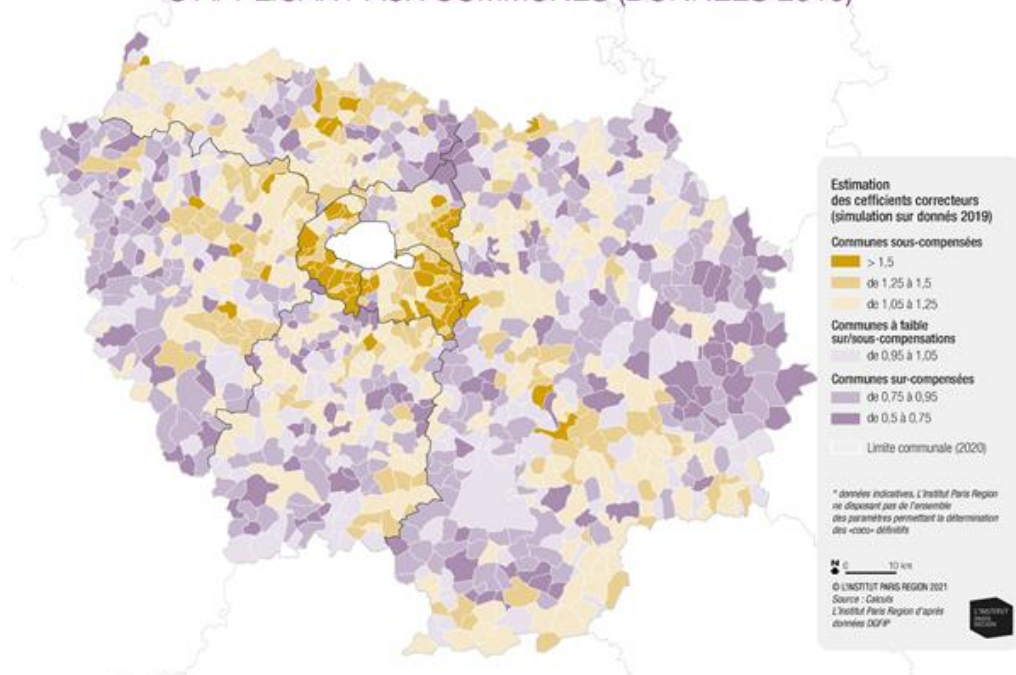 Estimation
des cefficients correcteurs
(simulation sur donnés 2019)
Communes sous-compensées
> 1,5
de 1,25 à 1,5
de 1,05 à 1,25
Communes à faible
sur/sous-compensations
de 0,95 à 1,05
Communes sur-compensées
de 0,75 à 0,95
de 0,5 à 0,75
Limite communale (2020)
* données indicatives, L'Institut Paris Region
ne disposant pas de l'ensemble
des paramètres permettant la détermination
des «coco» définitifs
N 0 10 km
© L'INSTITUT PARIS REGION 2021
Source : Calculs
L'Institut Paris Region d'après
données DGFIP
L'INSTITUT
PARIS
REGION